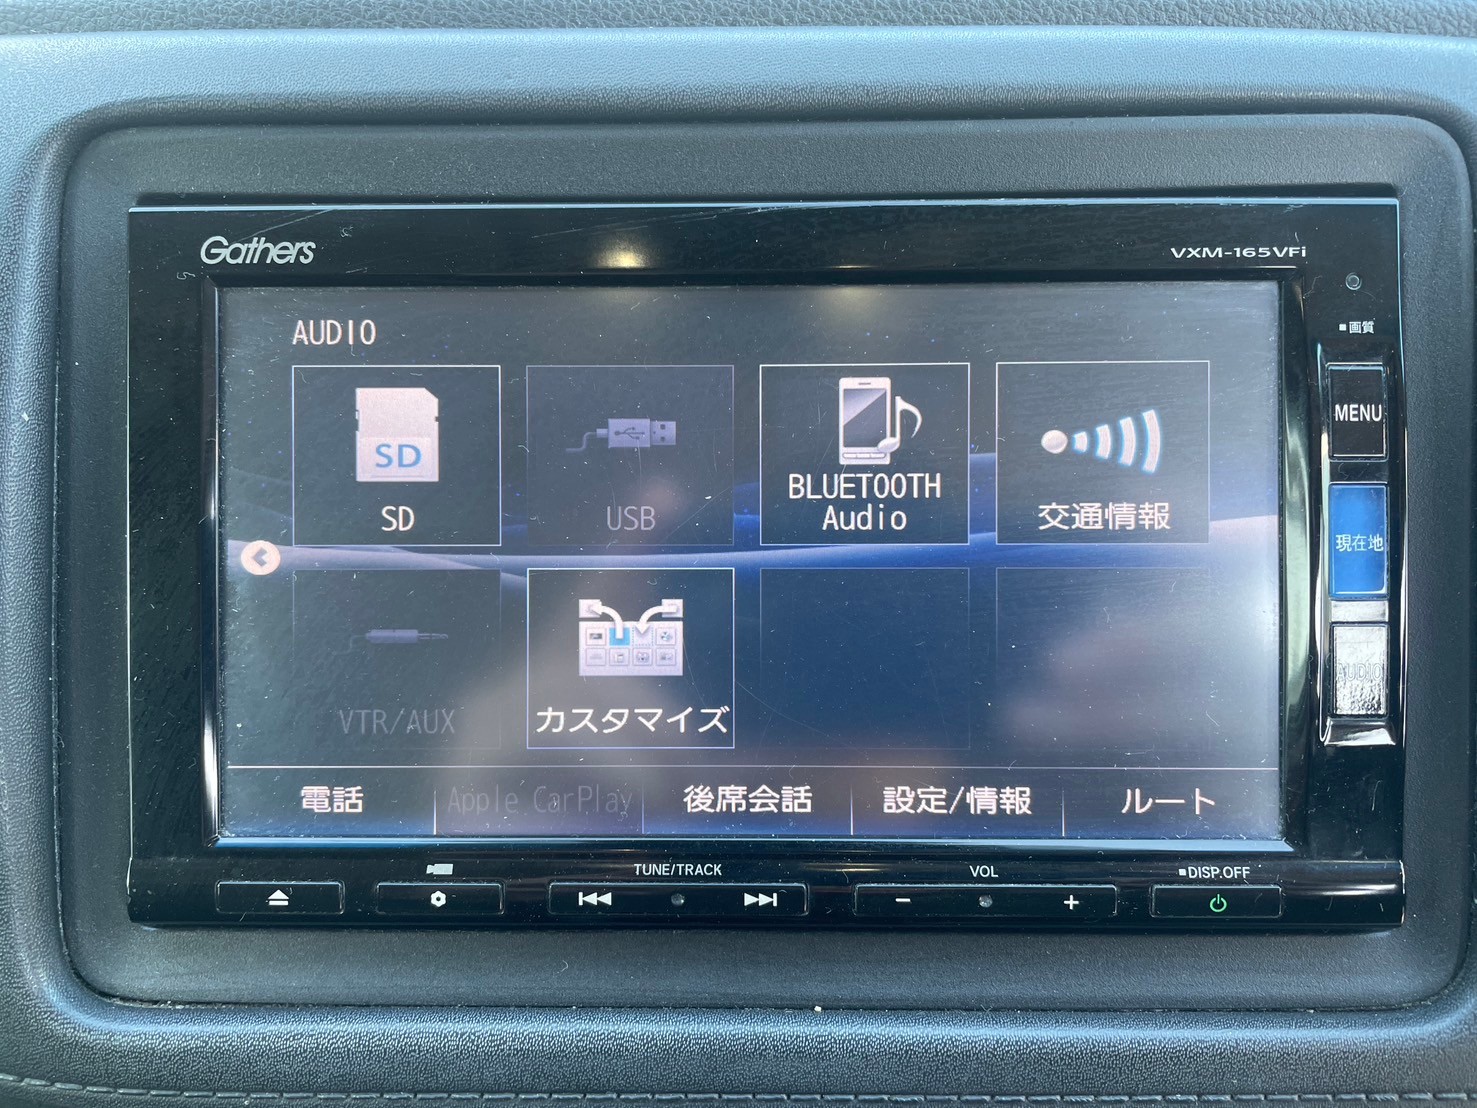 Gathers
VXM-165VFi
■画質
AUDIO
SD
SD
USB
BLUETOOTH
Audio
交通情報
MENU
現在地
AUDIO
VTR/AUX
カスタマイズ
電話
Apple CarPlay
後席会話
設定/情報
ルート
TUNE/TRACK
VOL
■DISP.OFF
− +